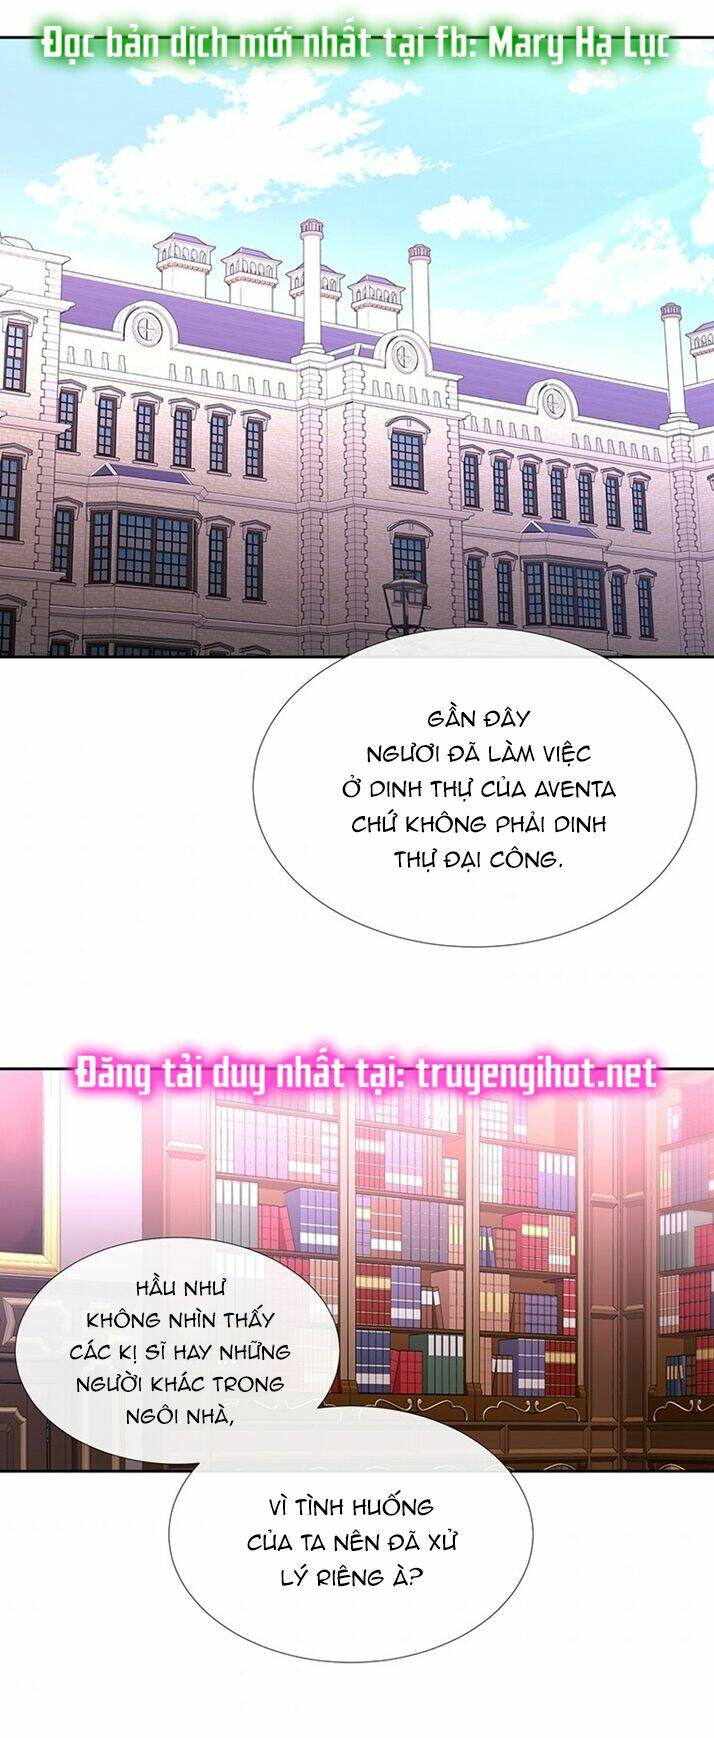 Đọc bản dịch mới nhất tại fb: Mary Hạ Lục
GẦN ĐÂY
NGƯƠI ĐÃ LÀM VIỆC
Ở DINH THỰ CỦA AVENTA
CHỨ KHÔNG PHẢI DINH
THỰ ĐẠI CÔNG.
Đăng tải duy nhất tại: truyengihot.net
HẦU NHƯ
KHÔNG NHÌN THẤY
CÁC KỊ SĨ HAY NHỮNG
NGƯỜI KHÁC TRONG
NGÔI NHÀ,
VÌ TÌNH HUỐNG
CỦA TA NÊN ĐÃ XỬ
LÝ RIÊNG À?